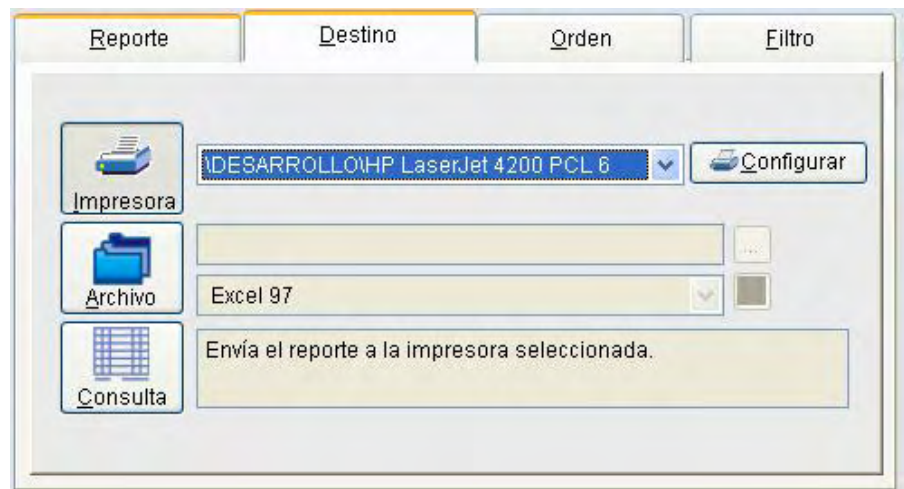 Reporte
Destino
Orden
Filtro
\DESARROLLO\HP LaserJet 4200 PCL 6
Configurar
Impresora
...
Archivo
Excel 97
Envía el reporte a la impresora seleccionada.
Consulta